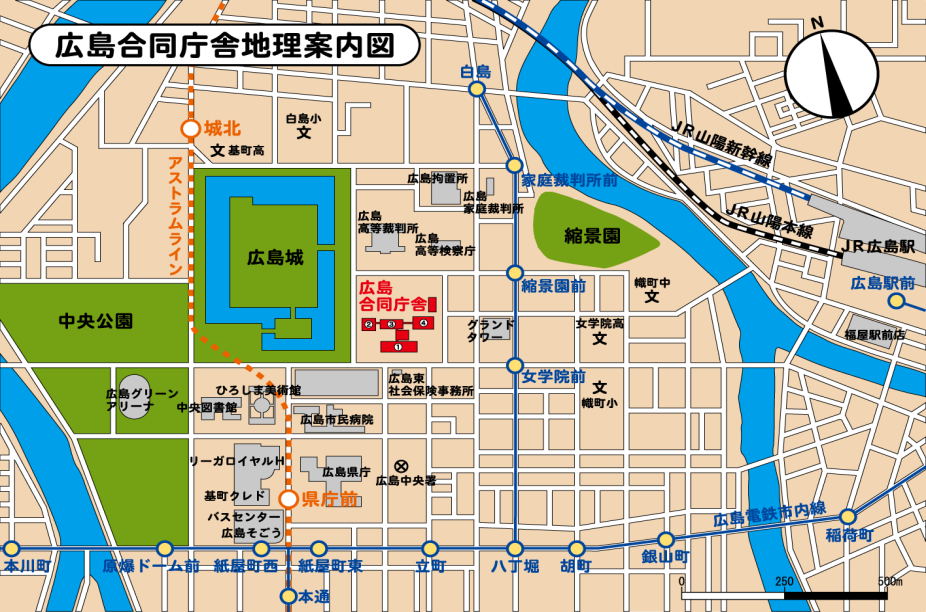 広島合同庁舎地理案内図
N
白島
城北
白島小
文
文 基町高
JR山陽新幹線
アストラムライン
広島拘置所
家庭裁判所前
広島
家庭裁判所
広島
高等裁判所
広島
高等検察庁
縮景園
JR山陽本線
JR広島駅
広島城
広島
合同庁舎
縮景園前
織町中
文
広島駅前
中央公園
②
③
④
①
グランド
タワー
女学院高
文
福屋駅前店
女学院前
広島東
社会保険事務所
文
幟町小
ひろしま美術館
広島グリーン
アリーナ
中央図書館
広島市民病院
リーガロイヤルH
広島県庁
広島中央署
基町クレド
県庁前
バスセンター
広島そごう
広島電鉄市内線
稲荷町
本川町
原爆ドーム前
紙屋町西
紙屋町東
立町
八丁堀
胡町
銀山町
本通
0
250
500m